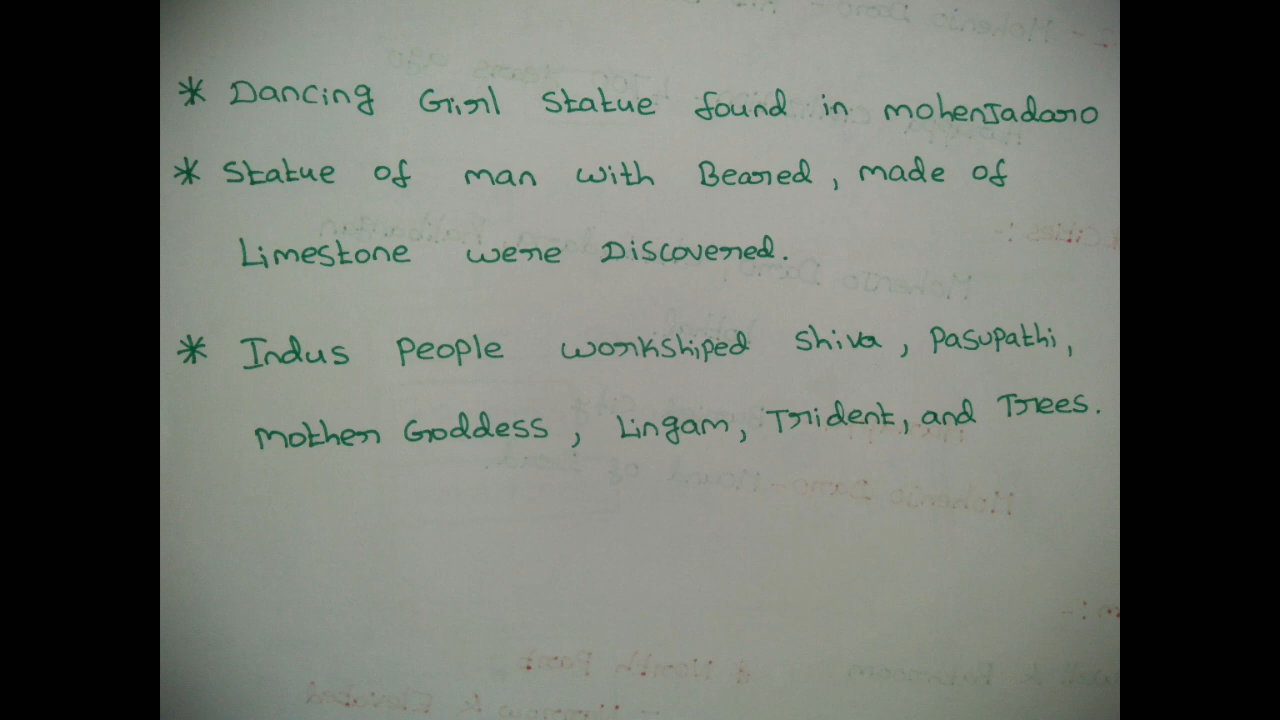 * Dancing Girl Statue found in mohenJadaro
* Statue of man with Beared, made of
Limestone were Discovered.
* Indus People workshiped Shiva, Pasupathi,
mother Goddess, Lingam, Trident, and Trees.